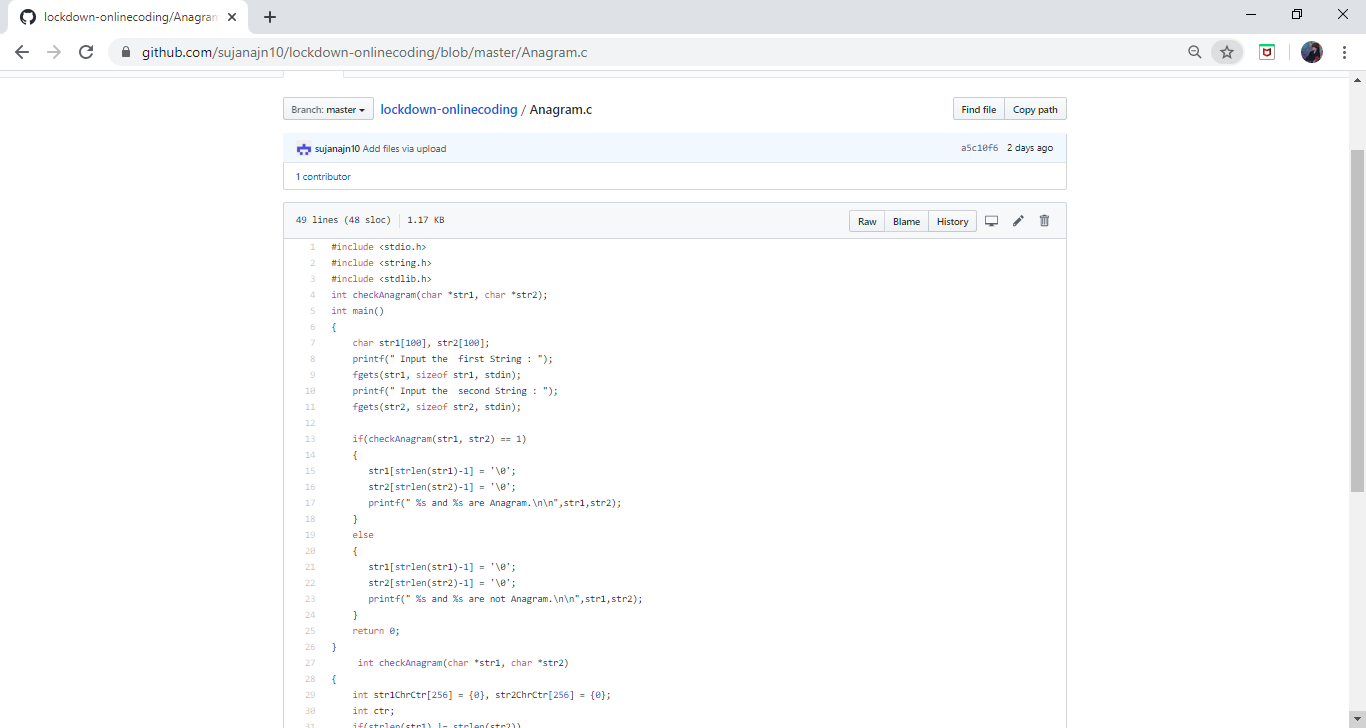 lockdown-onlinecoding/Anagram
github.com/sujanajn10/lockdown-onlinecoding/blob/master/Anagram.c
Branch: master
lockdown-onlinecoding / Anagram.c
Find file
Copy path
sujanajn10 Add files via upload
a5c10f6 2 days ago
1 contributor
49 lines (48 sloc) 1.17 KB
Raw
Blame
History
1 #include <stdio.h>
2 #include <string.h>
3 #include <stdlib.h>
4 int checkAnagram(char *str1, char *str2);
5 int main()
6 {
7 char str1[100], str2[100];
8 printf(" Input the  first String : ");
9 fgets(str1, sizeof str1, stdin);
10 printf(" Input the  second String : ");
11 fgets(str2, sizeof str2, stdin);
12
13 if(checkAnagram(str1, str2) == 1)
14 {
15 str1[strlen(str1)-1] = '\0';
16 str2[strlen(str2)-1] = '\0';
17 printf(" %s and %s are Anagram.\n\n",str1,str2);
18 }
19 else
20 {
21 str1[strlen(str1)-1] = '\0';
22 str2[strlen(str2)-1] = '\0';
23 printf(" %s and %s are not Anagram.\n\n",str1,str2);
24 }
25 return 0;
26 }
27 int checkAnagram(char *str1, char *str2)
28 {
29 int str1ChrCtr[256] = {0}, str2ChrCtr[256] = {0};
30 int ctr;
31 if(strlen(str1) != strlen(str2))